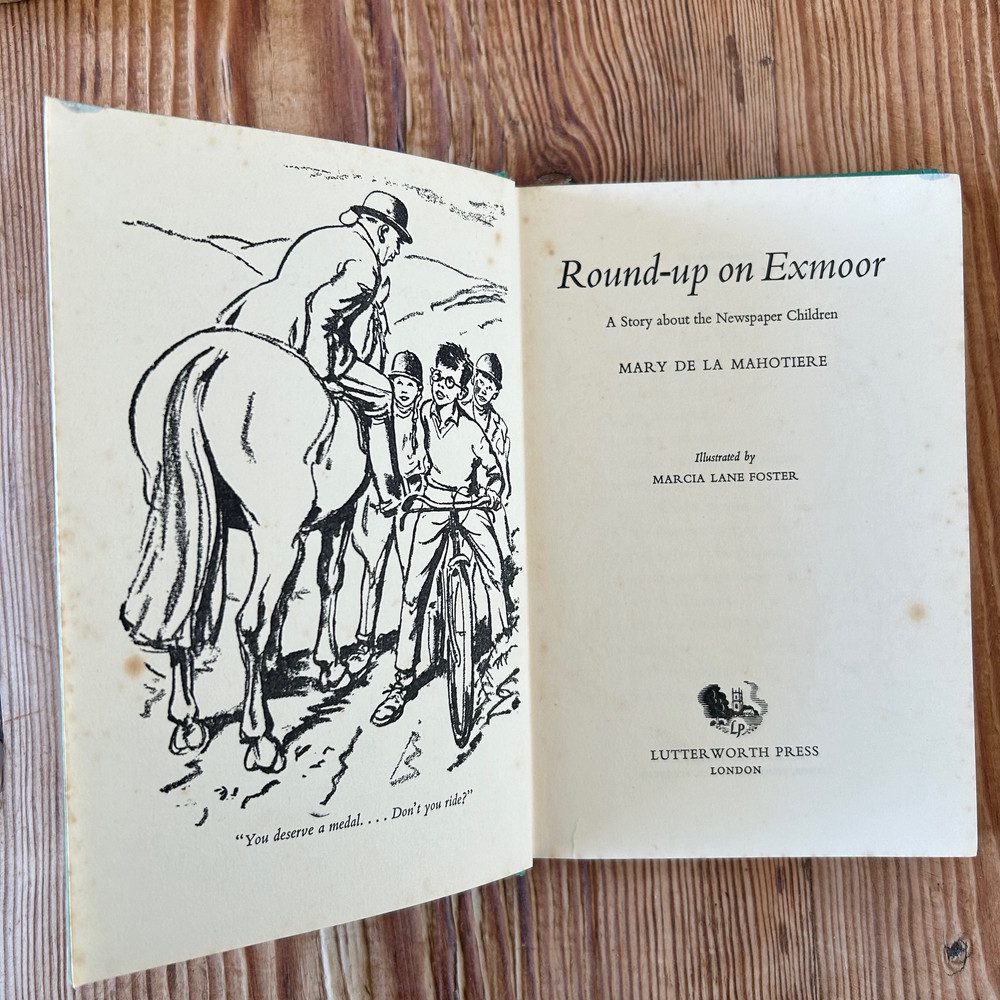 "You deserve a medal. . . . Don't you ride?"
Round-up on Exmoor
A Story about the Newspaper Children
MARY DE LA MAHOTIERE
Illustrated by
MARCIA LANE FOSTER
LP
LUTTERWORTH PRESS
LONDON